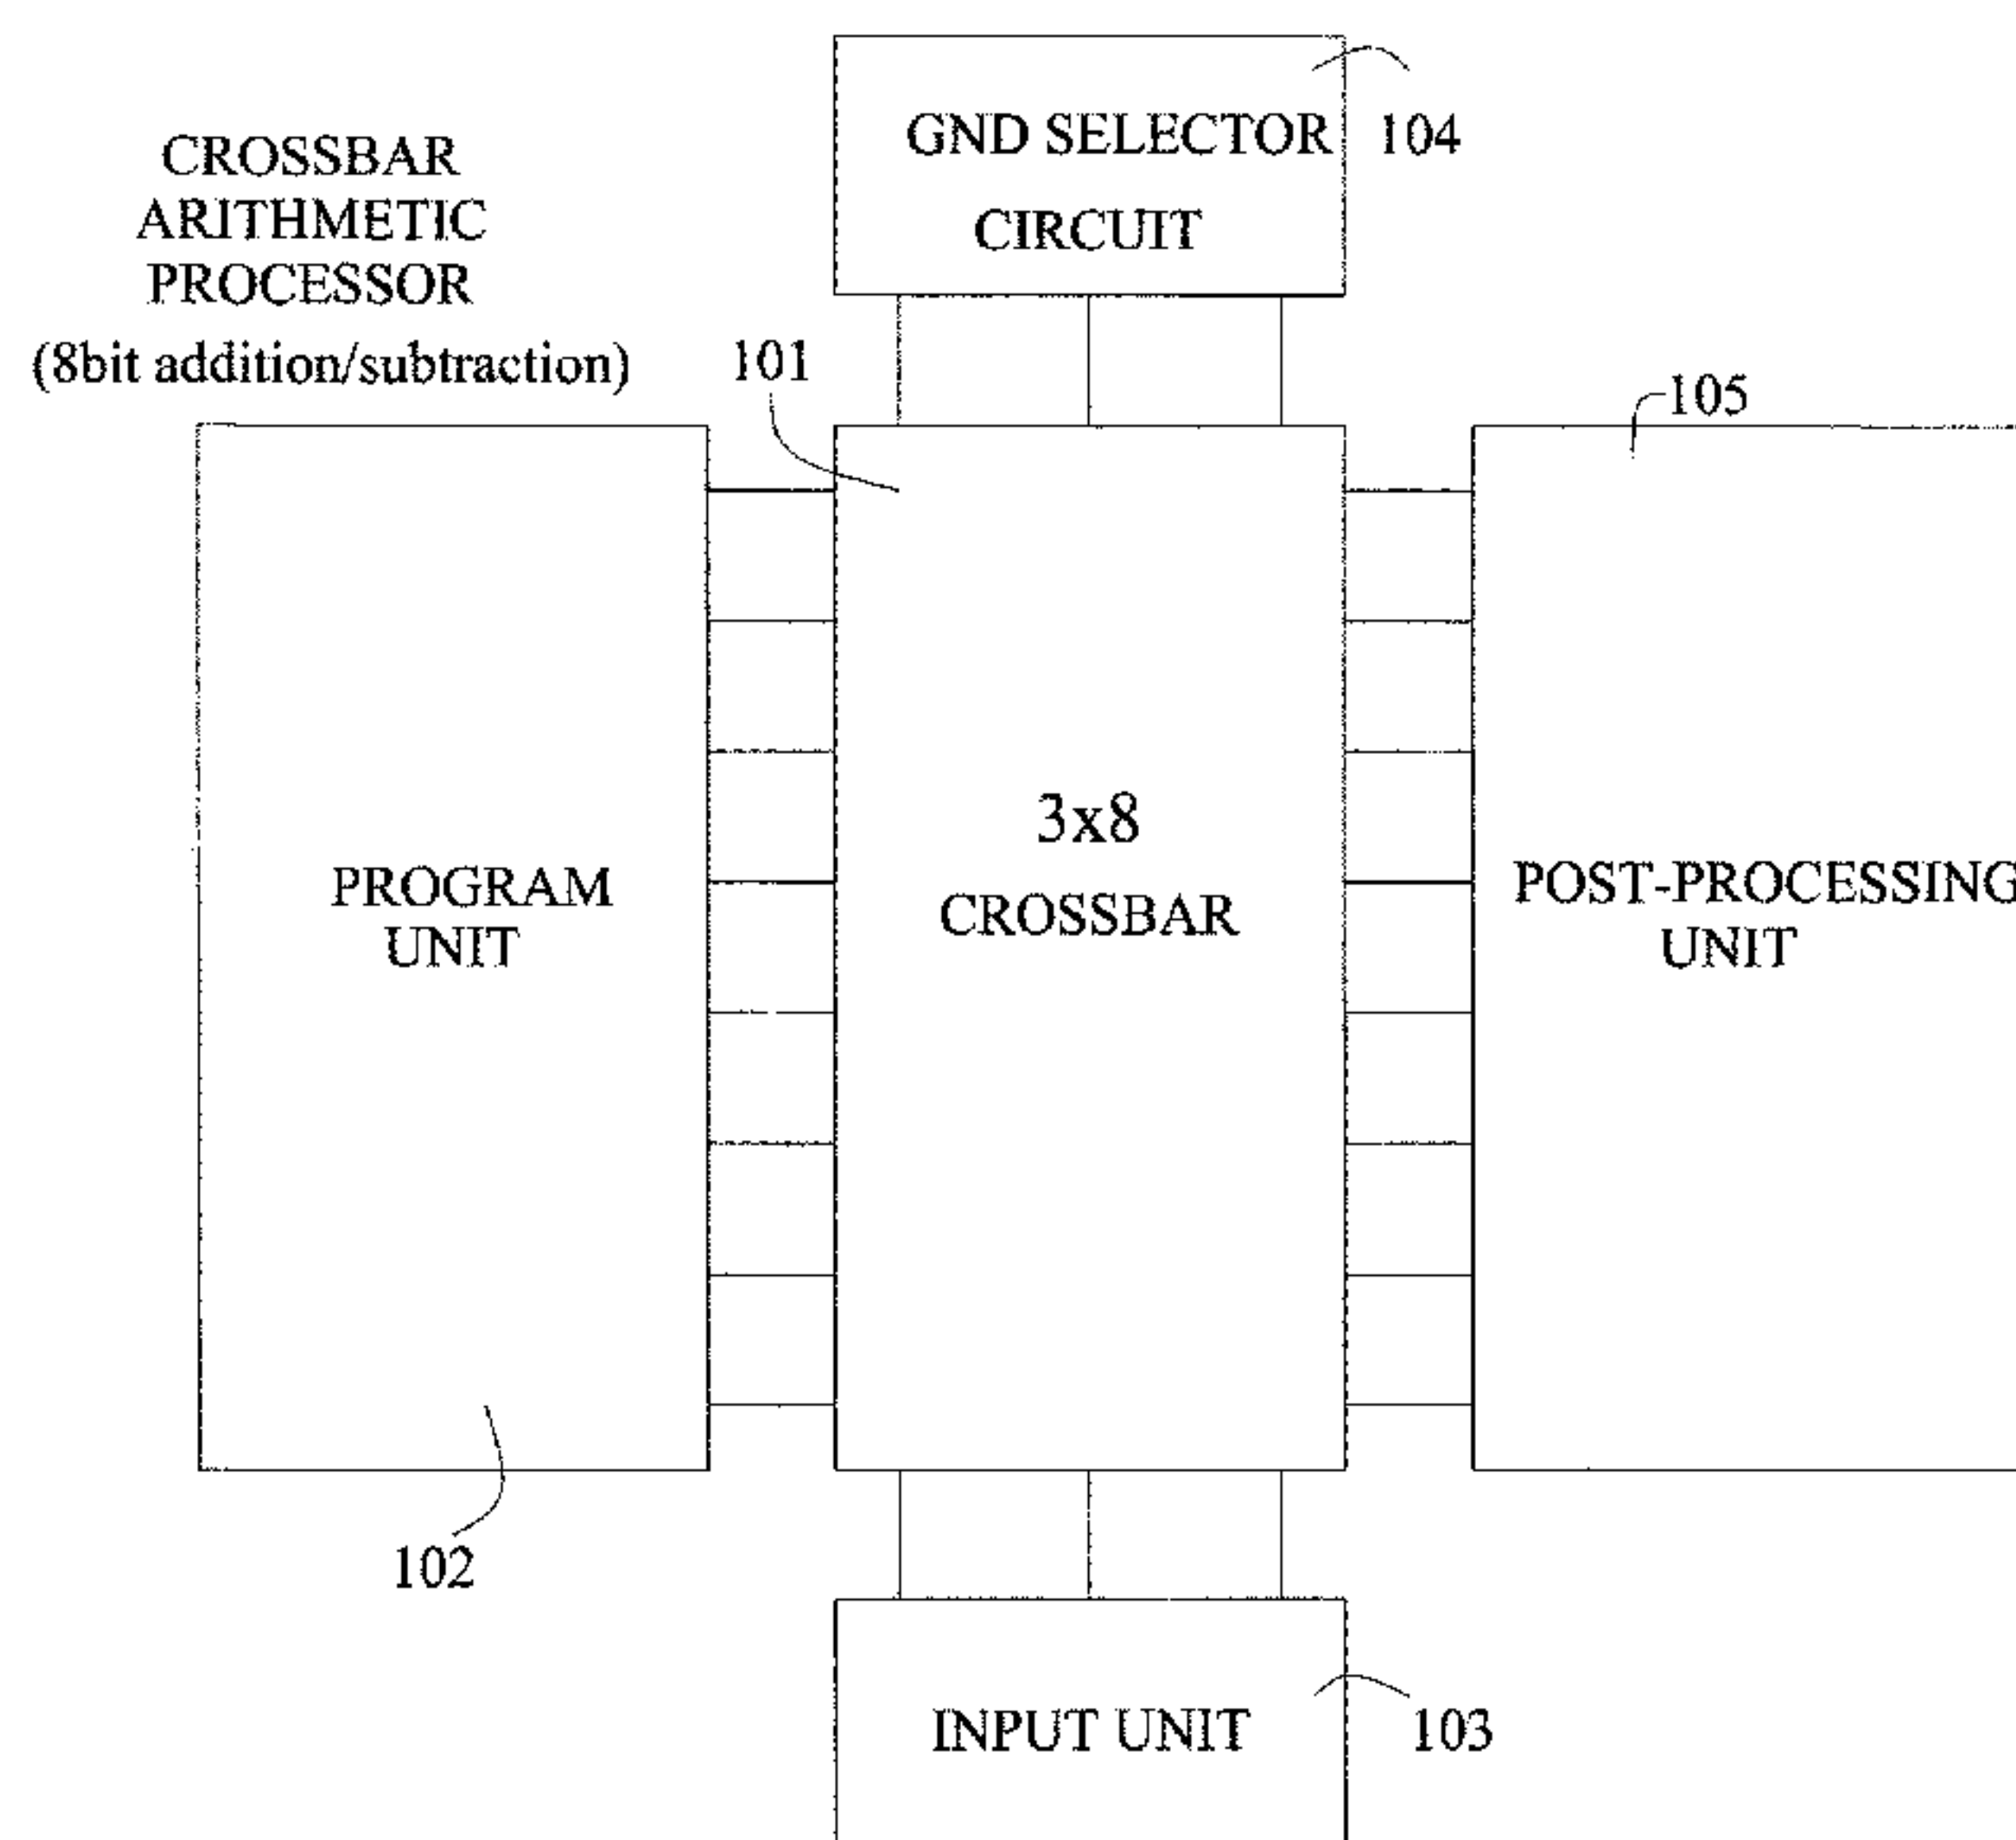 GND SELECTOR
CIRCUIT
104
CROSSBAR
ARITHMETIC
PROCESSOR
(8bit addition/subtraction)
101
105
PROGRAM
UNIT
3x8
CROSSBAR
POST-PROCESSING
UNIT
102
INPUT UNIT
103